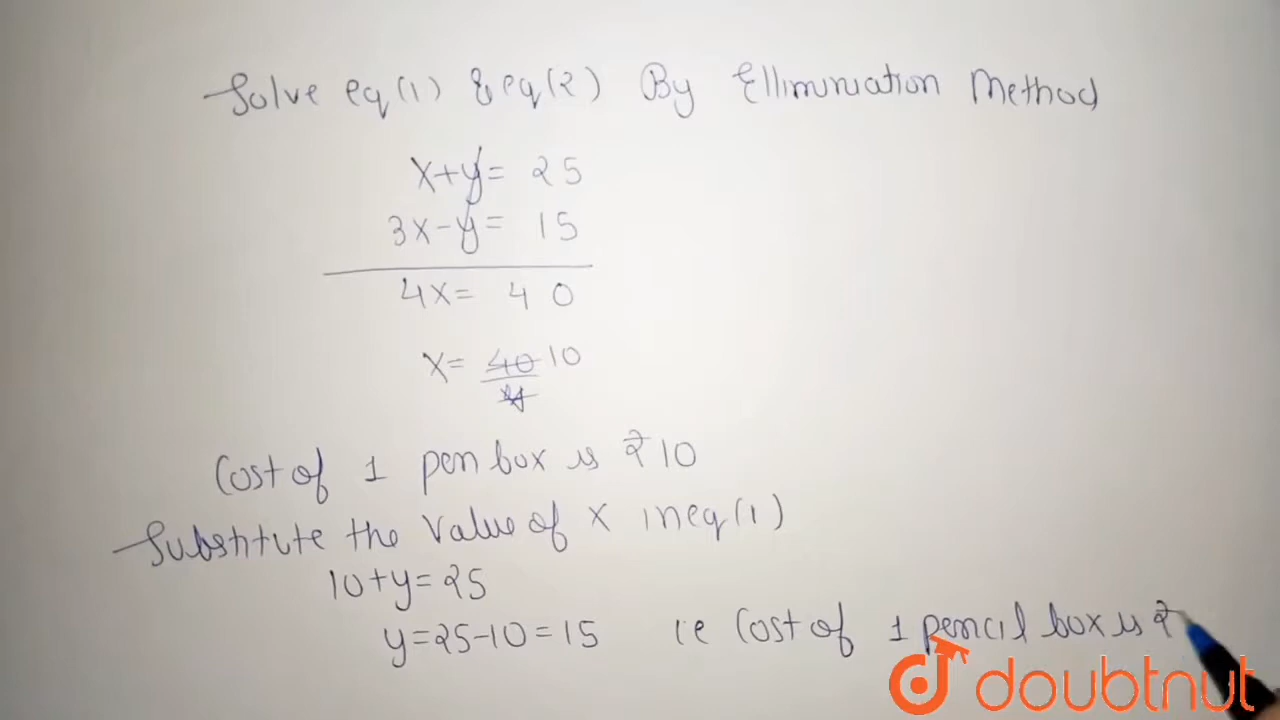 Solve eq(1) & eq(2) By Ellimination Method
x+y= 25
3x-y= 15
4x= 40
x= 40/4 10
Cost of 1 pen box is ₹10
Substitute the value of x in eq(1)
10+y=25
y=25-10=15 i.e Cost of 1 pencil box is ₹
doubtnut